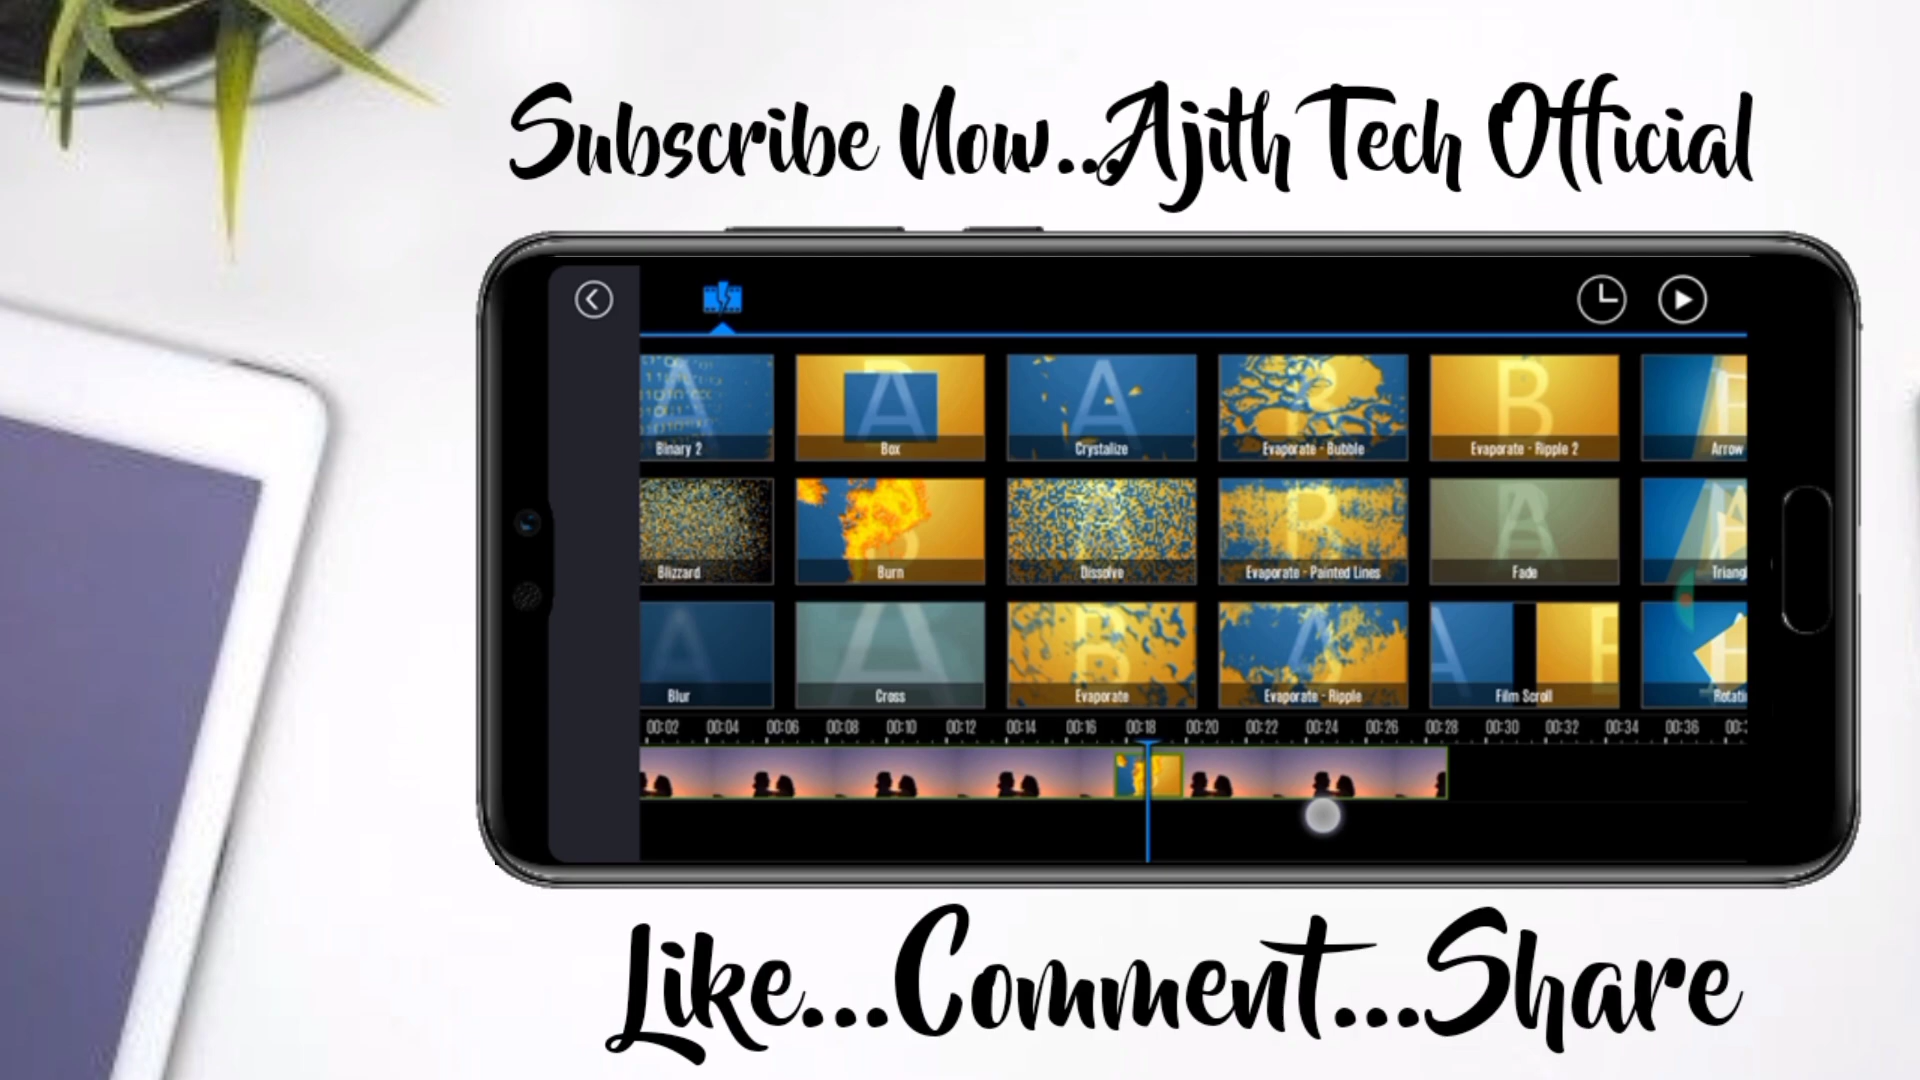 Subscribe Now..Ajith Tech Official
Binary 2 Box Crystalize Evaporate - Bubble Evaporate - Ripple 2 Arrow
Blizzard Burn Dissolve Evaporate - Painted Lines Fade
Blur Cross Evaporate Evaporate - Ripple Film Scroll
00:02 00:04 00:06 00:08 00:10 00:12 00:14 00:16 00:18 00:20 00:22 00:24 00:26 00:28 00:30 00:32 00:34 00:36
Like...Comment...Share